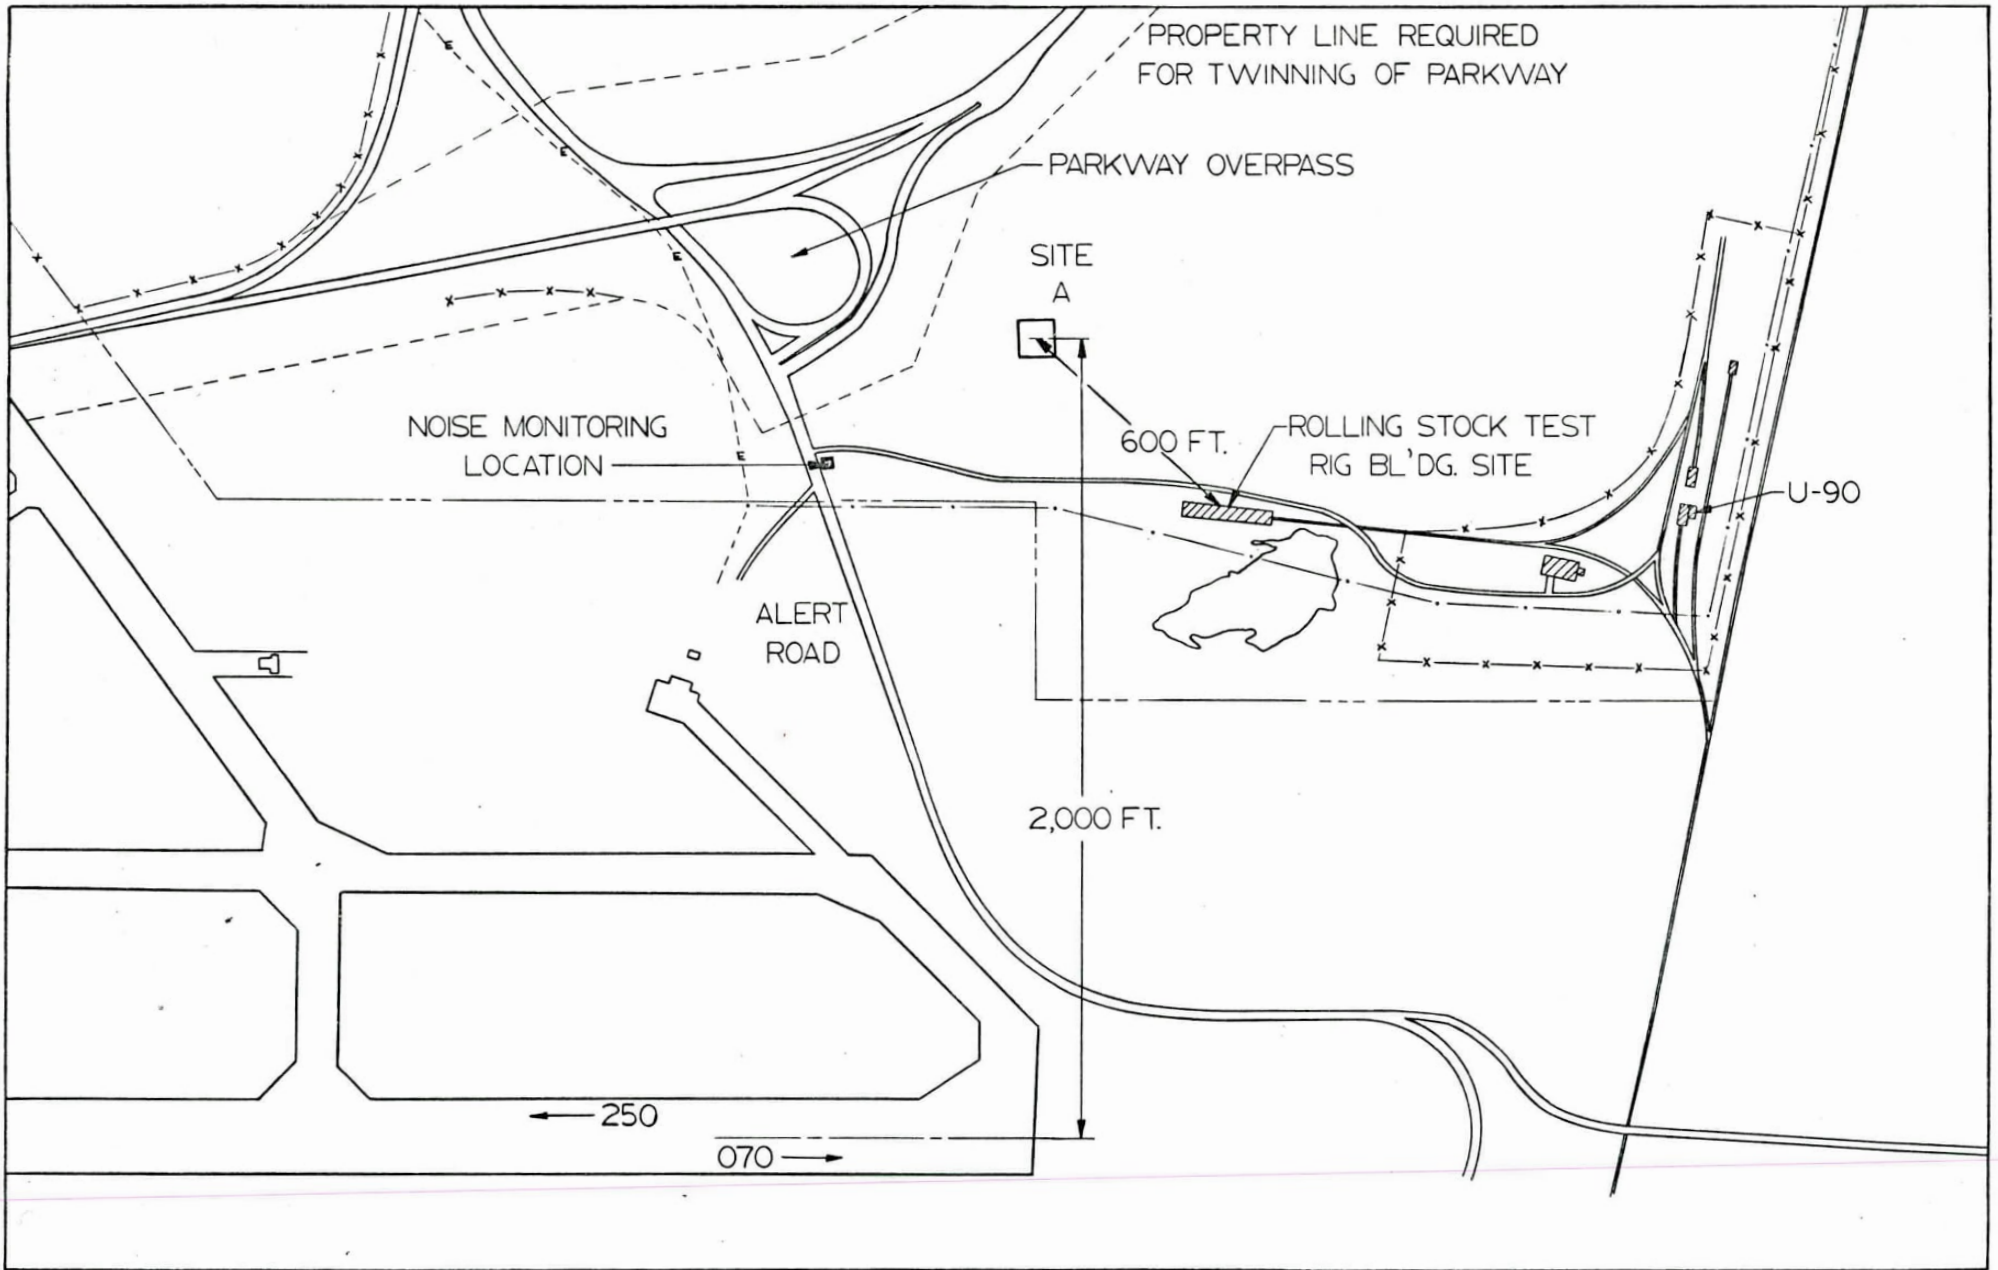 PROPERTY LINE REQUIRED
FOR TWINNING OF PARKWAY
PARKWAY OVERPASS
SITE
A
NOISE MONITORING
LOCATION
600 FT.
ROLLING STOCK TEST
RIG BL'DG. SITE
U-90
ALERT
ROAD
2,000 FT.
250
070